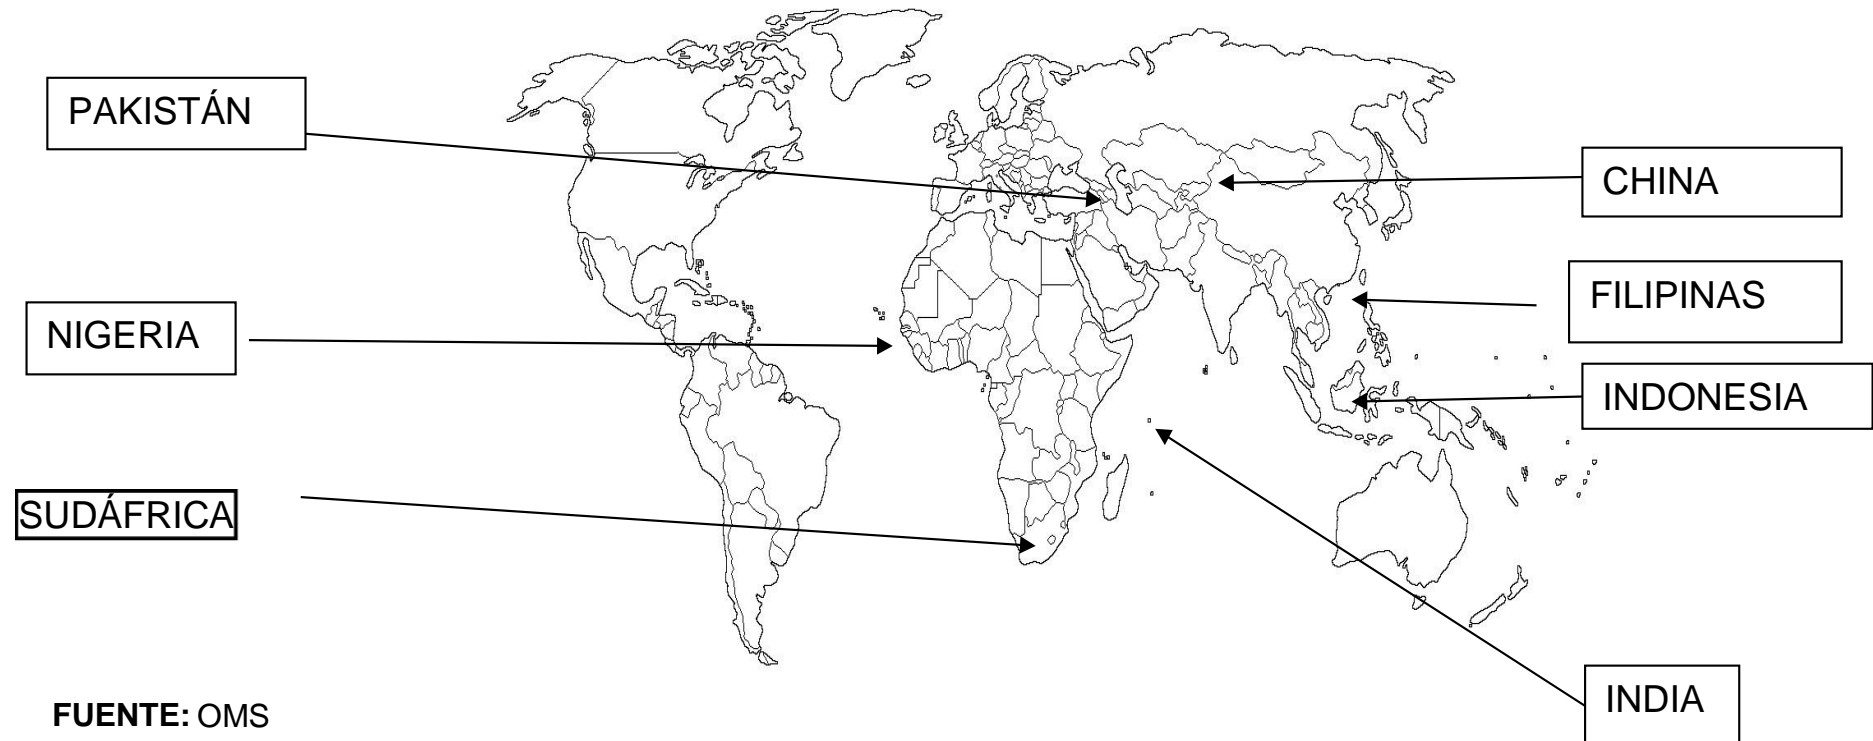 PAKISTÁN
CHINA
FILIPINAS
NIGERIA
INDONESIA
SUDÁFRICA
INDIA
FUENTE: OMS